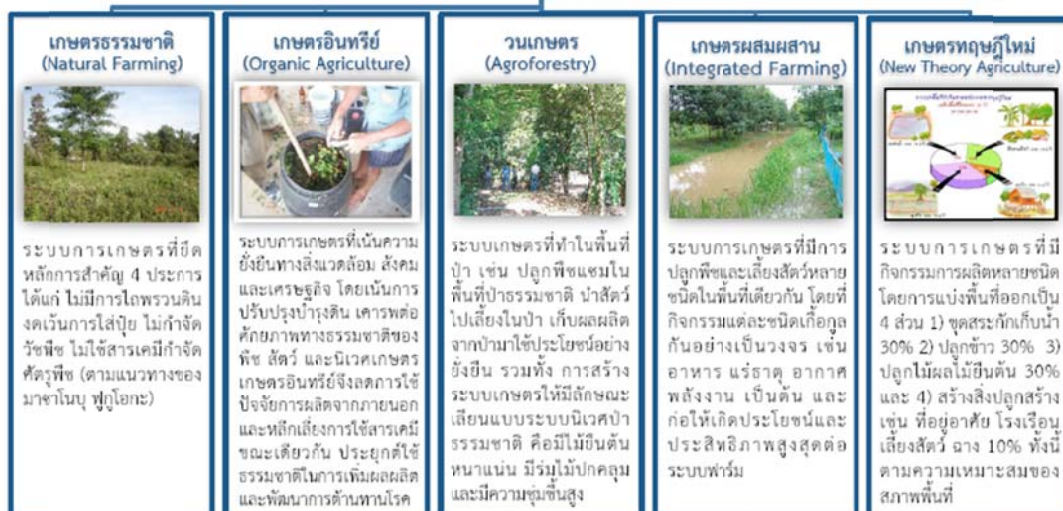 เกษตรธรรมชาติ
(Natural Farming)
ระบบการเกษตรที่ยึด
หลักการสำคัญ 4 ประการ
ได้แก่ ไม่มีการไถพรวนดิน
งดเว้นการใส่ปุ๋ย ไม่กำจัด
วัชพืช ไม่ใช้สารเคมีกำจัด
ศัตรูพืช (ตามแนวทางของ
มาซาโนบุ ฟูกูโอกะ)
เกษตรอินทรีย์
(Organic Agriculture)
ระบบการเกษตรที่เน้นความ
ยั่งยืนทางสิ่งแวดล้อม สังคม
และเศรษฐกิจ โดยเน้นการ
ปรับปรุงบำรุงดิน เคารพต่อ
ศักยภาพทางธรรมชาติของ
พืช สัตว์ และนิเวศเกษตร
เกษตรอินทรีย์จึงลดการใช้
ปัจจัยการผลิตจากภายนอก
และหลีกเลี่ยงการใช้สารเคมี
ขณะเดียวกัน ประยุกต์ใช้
ธรรมชาติในการเพิ่มผลผลิต
และพัฒนาการต้านทานโรค
วนเกษตร
(Agroforestry)
ระบบเกษตรที่ทำในพื้นที่
ป่า เช่น ปลูกพืชแซมใน
พื้นที่ป่าธรรมชาติ นำสัตว์
ไปเลี้ยงในป่า เก็บผลผลิต
จากป่ามาใช้ประโยชน์อย่าง
ยั่งยืน รวมทั้ง การสร้าง
ระบบเกษตรให้มีลักษณะ
เลียนแบบระบบนิเวศป่า
ธรรมชาติ คือมีไม้ยืนต้น
หนาแน่น มีร่มไม้ปกคลุม
และมีความชุ่มชื้นสูง
เกษตรผสมผสาน
(Integrated Farming)
ระบบการเกษตรที่มีการ
ปลูกพืชและเลี้ยงสัตว์หลาย
ชนิดในพื้นที่เดียวกัน โดยที่
กิจกรรมแต่ละชนิดเกื้อกูล
กันอย่างเป็นวงจร เช่น
อาหาร แร่ธาตุ อากาศ
พลังงาน เป็นต้น และ
ก่อให้เกิดประโยชน์และ
ประสิทธิภาพสูงสุดต่อ
ระบบฟาร์ม
เกษตรทฤษฎีใหม่
(New Theory Agriculture)
ระบบการเกษตรที่มี
กิจกรรมการผลิตหลายชนิด
โดยการแบ่งพื้นที่ออกเป็น
4 ส่วน 1) ขุดสระกักเก็บน้ำ
30% 2) ปลูกข้าว 30% 3)
ปลูกไม้ผลไม้ยืนต้น 30%
และ 4) สร้างสิ่งปลูกสร้าง
เช่น ที่อยู่อาศัย โรงเรือน
เลี้ยงสัตว์ ฉาง 10% ทั้งนี้
ตามความเหมาะสมของ
สภาพพื้นที่